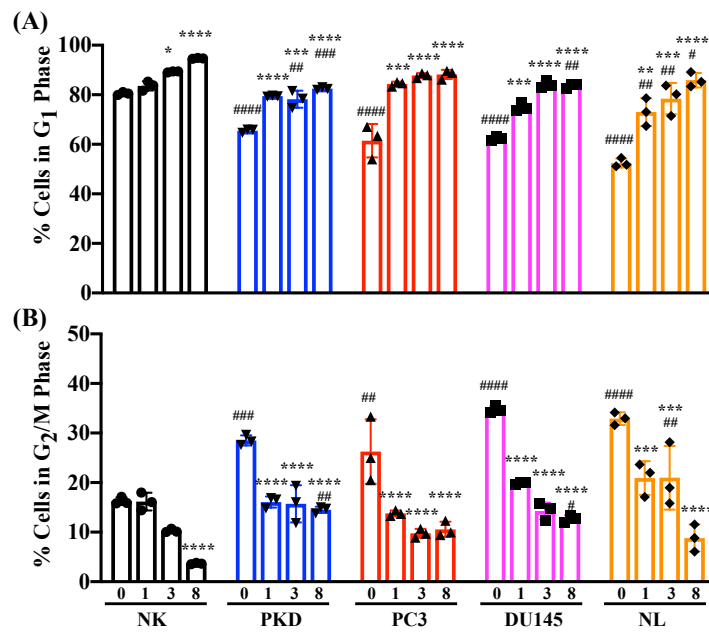 (A)
% Cells in G1 Phase
100
80
60
40
20
0
* ****
#### **** *** ## **** ###
#### *** **** ****
#### *** **** **** ##
#### ** ## *** ## **** #
(B)
% Cells in G2/M Phase
50
40
30
20
10
0
****
### **** **** **** ##
## **** **** ****
#### **** **** **** #
#### *** *** ## ****
0 1 3 8 0 1 3 8 0 1 3 8 0 1 3 8 0 1 3 8
NK PKD PC3 DU145 NL